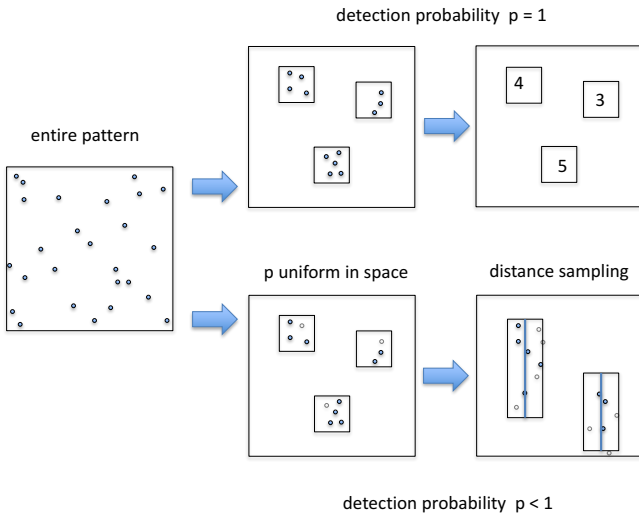 detection probability p = 1
entire pattern
4
3
5
p uniform in space
distance sampling
detection probability p < 1